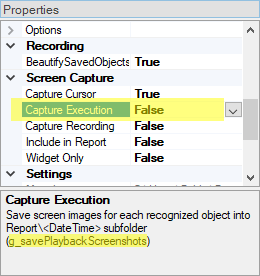 Properties
Options
Recording
BeautifySavedObjects True
Screen Capture
Capture Cursor True
Capture Execution False
Capture Recording False
Include in Report False
Widget Only False
Settings
Capture Execution
Save screen images for each recognized object into
Report\<DateTime> subfolder
(g_savePlaybackScreenshots)